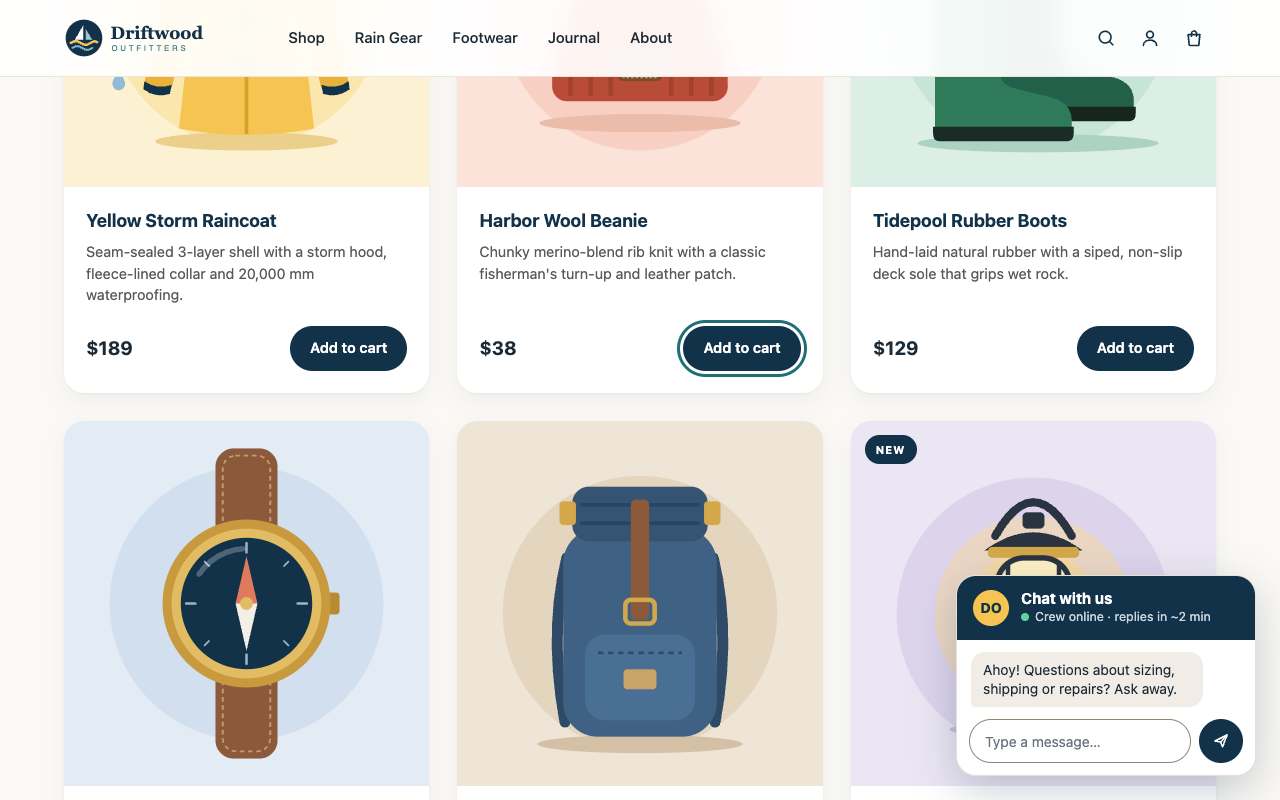 Driftwood
OUTFITTERS
Shop
Rain Gear
Footwear
Journal
About
Yellow Storm Raincoat
Seam-sealed 3-layer shell with a storm hood,
fleece-lined collar and 20,000 mm
waterproofing.
$189
Add to cart
Harbor Wool Beanie
Chunky merino-blend rib knit with a classic
fisherman's turn-up and leather patch.
$38
Add to cart
Tidepool Rubber Boots
Hand-laid natural rubber with a siped, non-slip
deck sole that grips wet rock.
$129
Add to cart
NEW
DO
Chat with us
Crew online · replies in ~2 min
Ahoy! Questions about sizing,
shipping or repairs? Ask away.
Type a message...